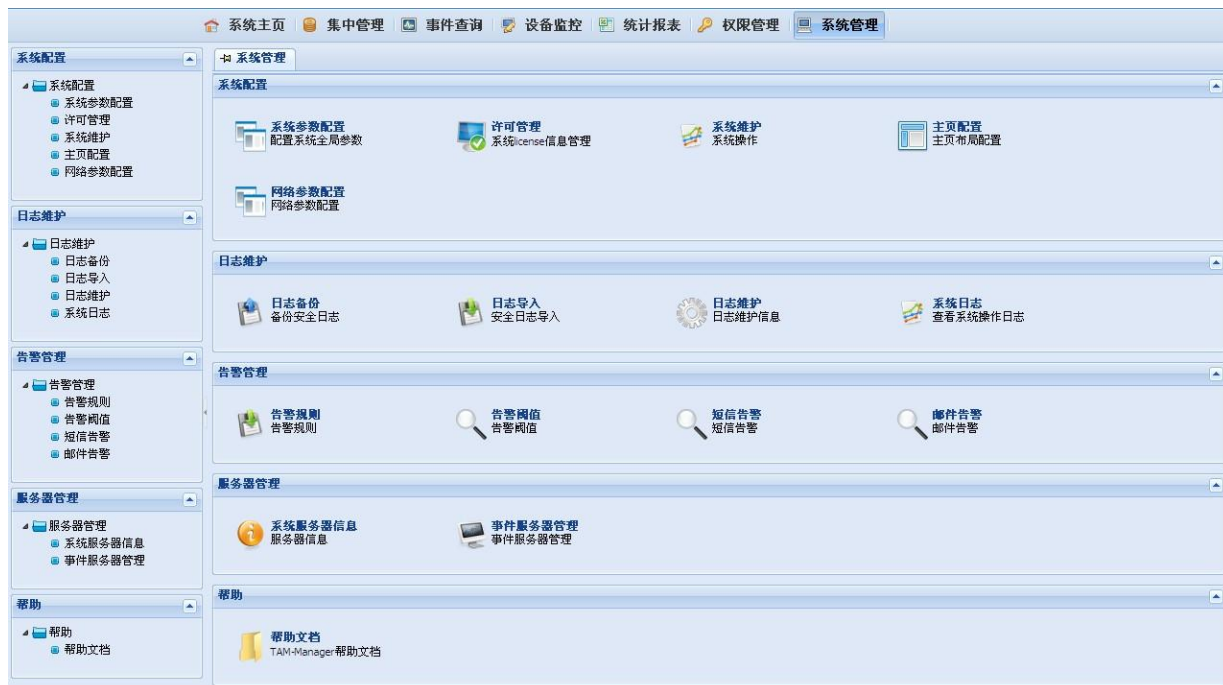 系统主页 集中管理 事件查询 设备监控 统计报表 权限管理 系统管理
系统配置
系统配置
系统参数配置
许可管理
系统维护
主页配置
网络参数配置
日志维护
日志维护
日志备份
日志导入
日志维护
系统日志
告警管理
告警管理
告警规则
告警阀值
短信告警
邮件告警
服务器管理
服务器管理
系统服务器信息
事件服务器管理
帮助
帮助
帮助文档
系统管理
系统配置
系统参数配置
配置系统全局参数
许可管理
系统license信息管理
系统维护
系统操作
主页配置
主页布局配置
网络参数配置
网络参数配置
日志维护
日志备份
备份安全日志
日志导入
安全日志导入
日志维护
日志维护信息
系统日志
查看系统操作日志
告警管理
告警规则
告警规则
告警阀值
告警阀值
短信告警
短信告警
邮件告警
邮件告警
服务器管理
系统服务器信息
服务器信息
事件服务器管理
事件服务器管理
帮助
帮助文档
TAM-Manager帮助文档